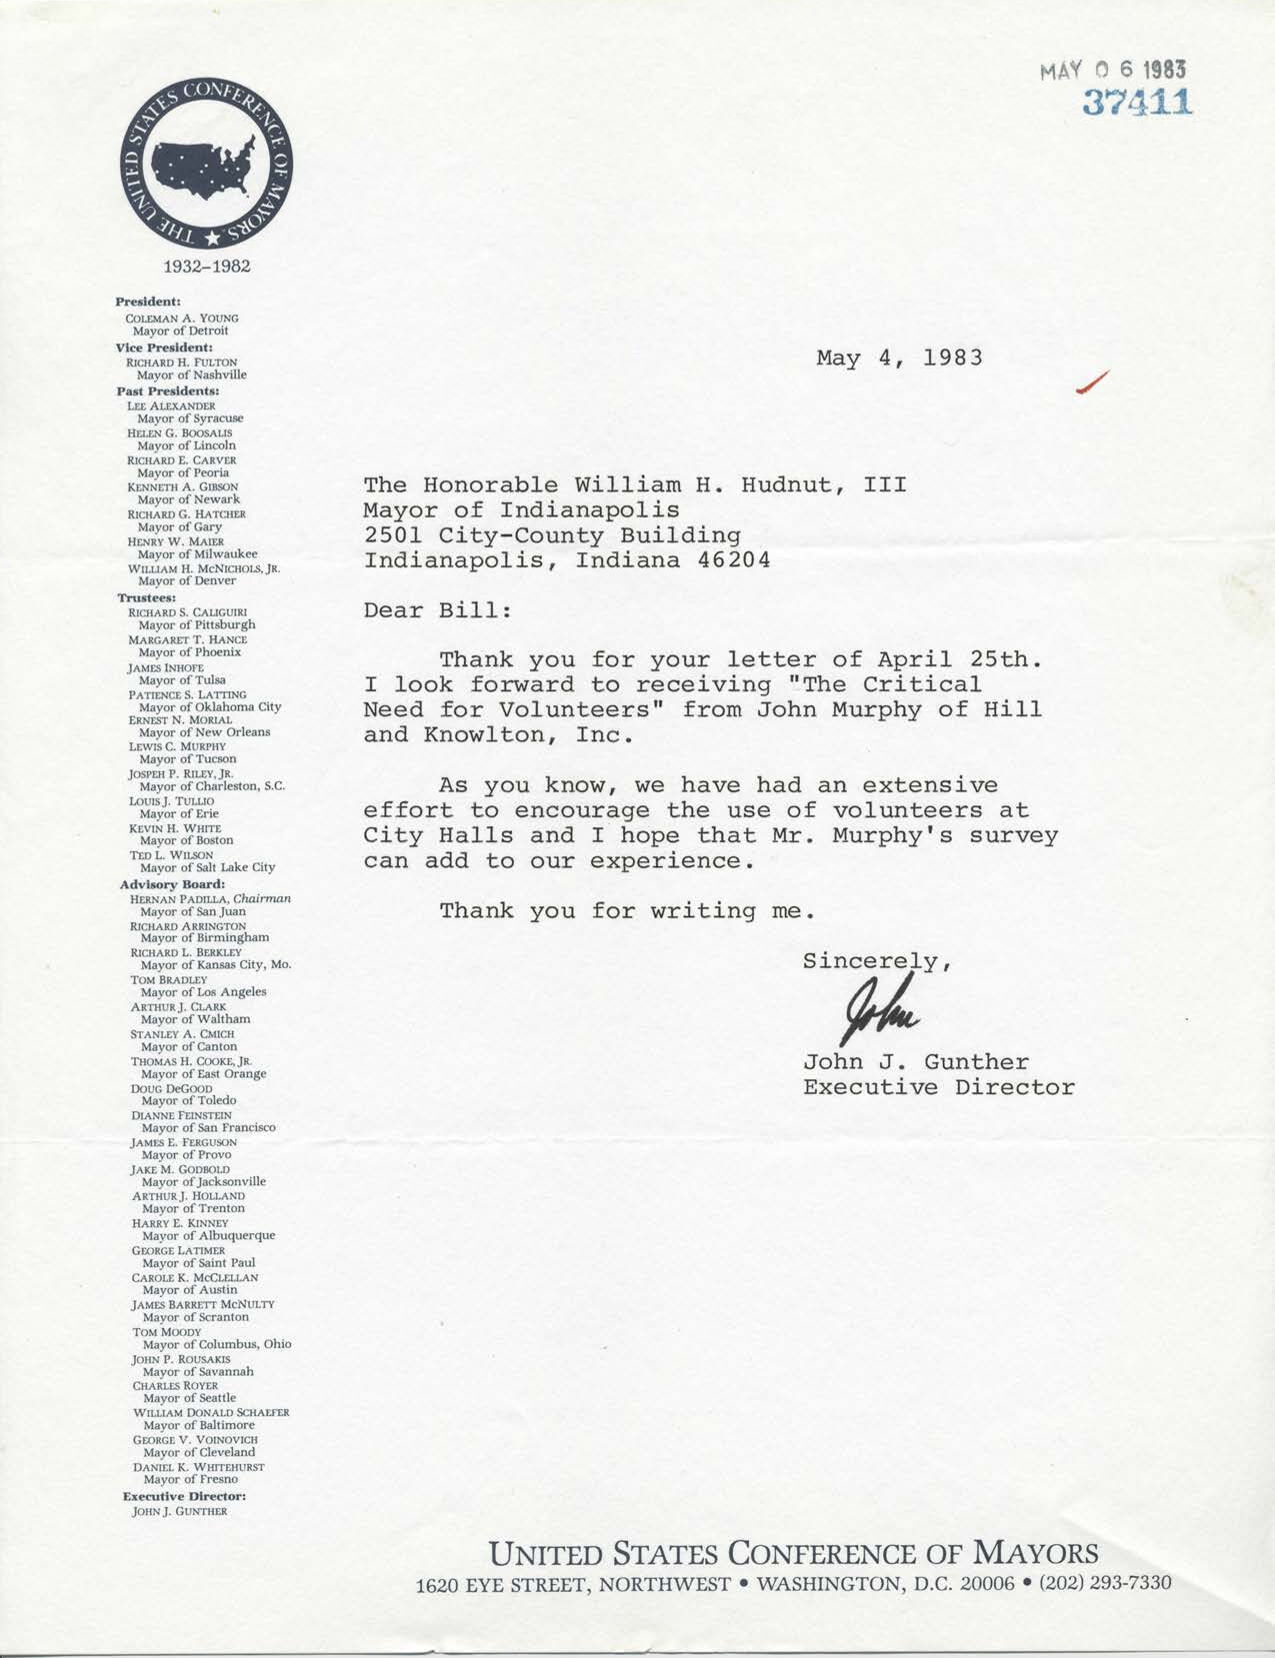 MAY 06 1983
37411
THE UNITED STATES CONFERENCE OF MAYORS.
1932–1982
President:
COLEMAN A. YOUNG
Mayor of Detroit
Vice President:
RICHARD H. FULTON
Mayor of Nashville
Past Presidents:
LEE ALEXANDER
Mayor of Syracuse
HELEN G. BOOSALIS
Mayor of Lincoln
RICHARD E. CARVER
Mayor of Peoria
KENNETH A. GIBSON
Mayor of Newark
RICHARD G. HATCHER
Mayor of Gary
HENRY W. MAIER
Mayor of Milwaukee
WILLIAM H. MCNICHOLS, JR.
Mayor of Denver
Trustees:
RICHARD S. CALIGUIRI
Mayor of Pittsburgh
MARGARET T. HANCE
Mayor of Phoenix
JAMES INHOFE
Mayor of Tulsa
PATIENCE S. LATTING
Mayor of Oklahoma City
ERNEST N. MORIAL
Mayor of New Orleans
LEWIS C. MURPHY
Mayor of Tucson
JOSPEH P. RILEY, JR.
Mayor of Charleston, S.C.
LOUIS J. TULLIO
Mayor of Erie
KEVIN H. WHITE
Mayor of Boston
TED L. WILSON
Mayor of Salt Lake City
Advisory Board:
HERNAN PADILLA, Chairman
Mayor of San Juan
RICHARD ARRINGTON
Mayor of Birmingham
RICHARD L. BERKLEY
Mayor of Kansas City, Mo.
TOM BRADLEY
Mayor of Los Angeles
ARTHUR J. CLARK
Mayor of Waltham
STANLEY A. CMICH
Mayor of Canton
THOMAS H. COOKE, JR.
Mayor of East Orange
DOUG DEGOOD
Mayor of Toledo
DIANNE FEINSTEIN
Mayor of San Francisco
JAMES E. FERGUSON
Mayor of Provo
JAKE M. GODBOLD
Mayor of Jacksonville
ARTHUR J. HOLLAND
Mayor of Trenton
HARRY E. KINNEY
Mayor of Albuquerque
GEORGE LATIMER
Mayor of Saint Paul
CAROLE K. MCCLELLAN
Mayor of Austin
JAMES BARRETT MCNULTY
Mayor of Scranton
TOM MOODY
Mayor of Columbus, Ohio
JOHN P. ROUSAKIS
Mayor of Savannah
CHARLES ROYER
Mayor of Seattle
WILLIAM DONALD SCHAEFER
Mayor of Baltimore
GEORGE V. VOINOVICH
Mayor of Cleveland
DANIEL K. WHITEHURST
Mayor of Fresno
Executive Director:
JOHN J. GUNTHER
May 4, 1983
The Honorable William H. Hudnut, III
Mayor of Indianapolis
2501 City-County Building
Indianapolis, Indiana 46204
Dear Bill:
Thank you for your letter of April 25th.
I look forward to receiving "The Critical
Need for Volunteers" from John Murphy of Hill
and Knowlton, Inc.
As you know, we have had an extensive
effort to encourage the use of volunteers at
City Halls and I hope that Mr. Murphy's survey
can add to our experience.
Thank you for writing me.
Sincerely,
John
John J. Gunther
Executive Director
UNITED STATES CONFERENCE OF MAYORS
1620 EYE STREET, NORTHWEST • WASHINGTON, D.C. 20006 • (202) 293-7330